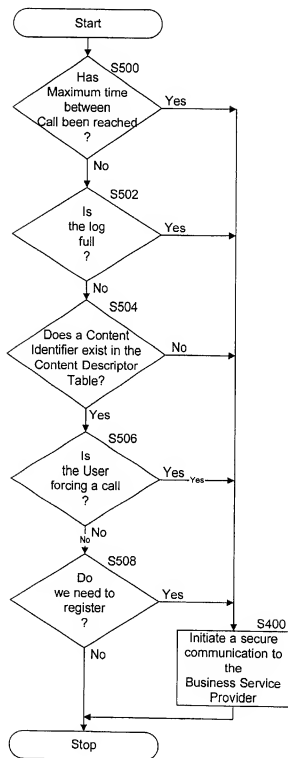 Start
S500
Has
Maximum time
between
Call been reached
?
Yes
No
S502
Is
the log
full
?
Yes
No
S504
Does a Content
Identifier exist in the
Content Descriptor
Table?
No
Yes
S506
Is
the User
forcing a call
?
Yes
Yes
No
No
S508
Do
we need to
register
?
Yes
No
S400
Initiate a secure
communication to
the
Business Service
Provider
Stop